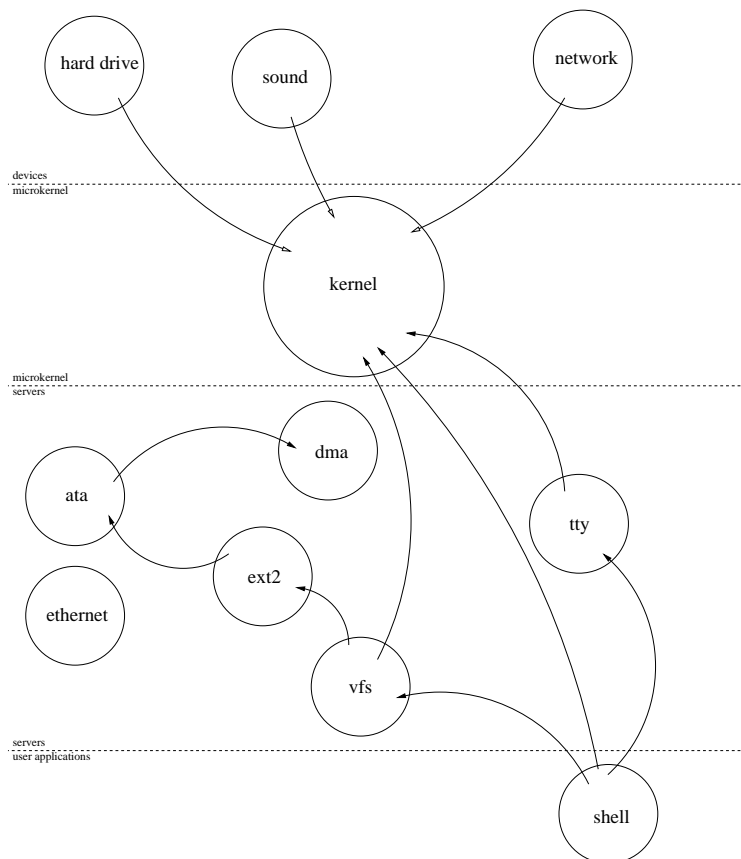 hard drive
sound
network
devices
microkernel
kernel
microkernel
servers
dma
ata
tty
ext2
ethernet
vfs
servers
user applications
shell